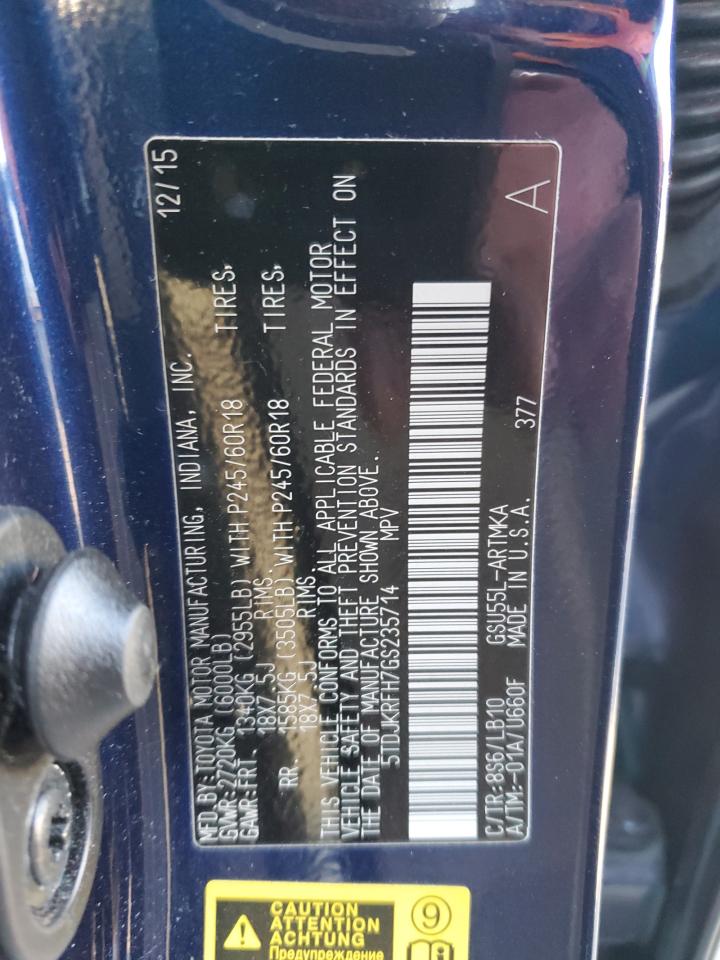 MFD.BY:TOYOTA MOTOR MANUFACTURING, INDIANA, INC. 12/15
GVWR:2720KG (6000LB)
GAWR:FRT. 1340KG (2955LB) WITH P245/60R18 TIRES,
18X7.5J RIMS,
RR. 1585KG (3505LB) WITH P245/60R18 TIRES,
18X7.5J RIMS,
THIS VEHICLE CONFORMS TO ALL APPLICABLE FEDERAL MOTOR
VEHICLE SAFETY AND THEFT PREVENTION STANDARDS IN EFFECT ON
THE DATE OF MANUFACTURE SHOWN ABOVE.
5TDJKRFH7GS235714 MPV
C/TR:8S6/LB10 GSU55L-ARTMKA 377 A
A/TM:-01A/U660F MADE IN U.S.A.
CAUTION
ATTENTION
ACHTUNG
Предупреждение
9